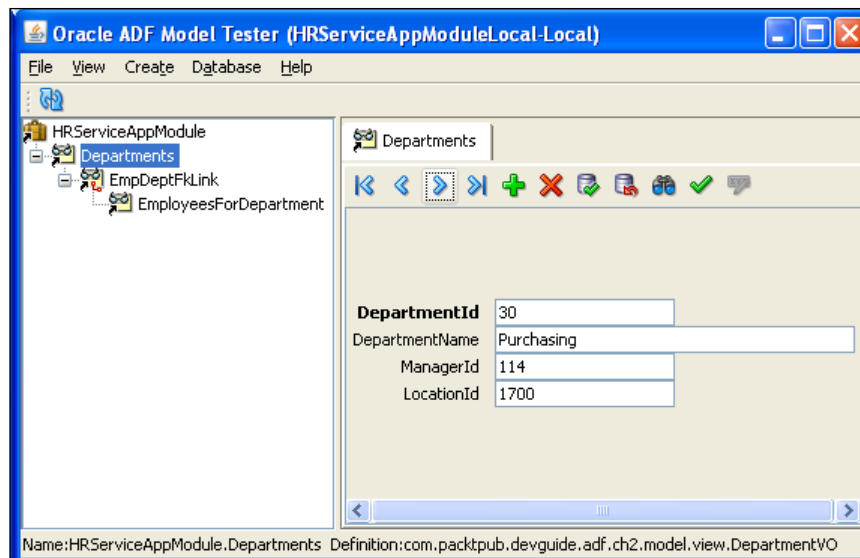 Oracle ADF Model Tester (HRServiceAppModuleLocal-Local)
File View Create Database Help
HRServiceAppModule
Departments
EmpDeptFkLink
EmployeesForDepartment
Departments
DepartmentId 30
DepartmentName Purchasing
ManagerId 114
LocationId 1700
Name:HRServiceAppModule.Departments Definition:com.packtpub.devguide.adf.ch2.model.view.DepartmentVO